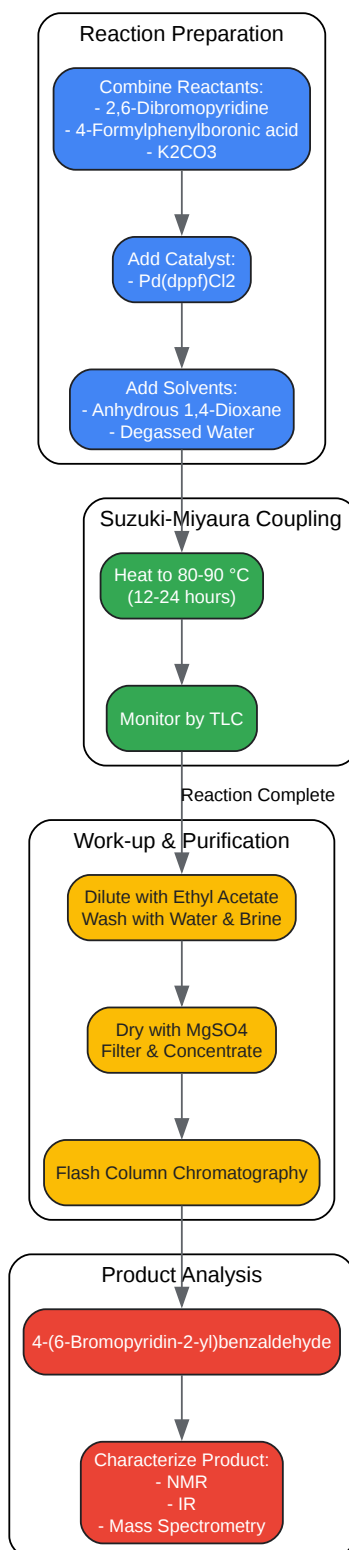 Reaction Preparation
Combine Reactants:
- 2,6-Dibromopyridine
- 4-Formylphenylboronic acid
- K2CO3
Add Catalyst:
- Pd(dppf)Cl2
Add Solvents:
- Anhydrous 1,4-Dioxane
- Degassed Water
Suzuki-Miyaura Coupling
Heat to 80-90 °C
(12-24 hours)
Monitor by TLC
Reaction Complete
Work-up & Purification
Dilute with Ethyl Acetate
Wash with Water & Brine
Dry with MgSO4
Filter & Concentrate
Flash Column Chromatography
Product Analysis
4-(6-Bromopyridin-2-yl)benzaldehyde
Characterize Product:
- NMR
- IR
- Mass Spectrometry